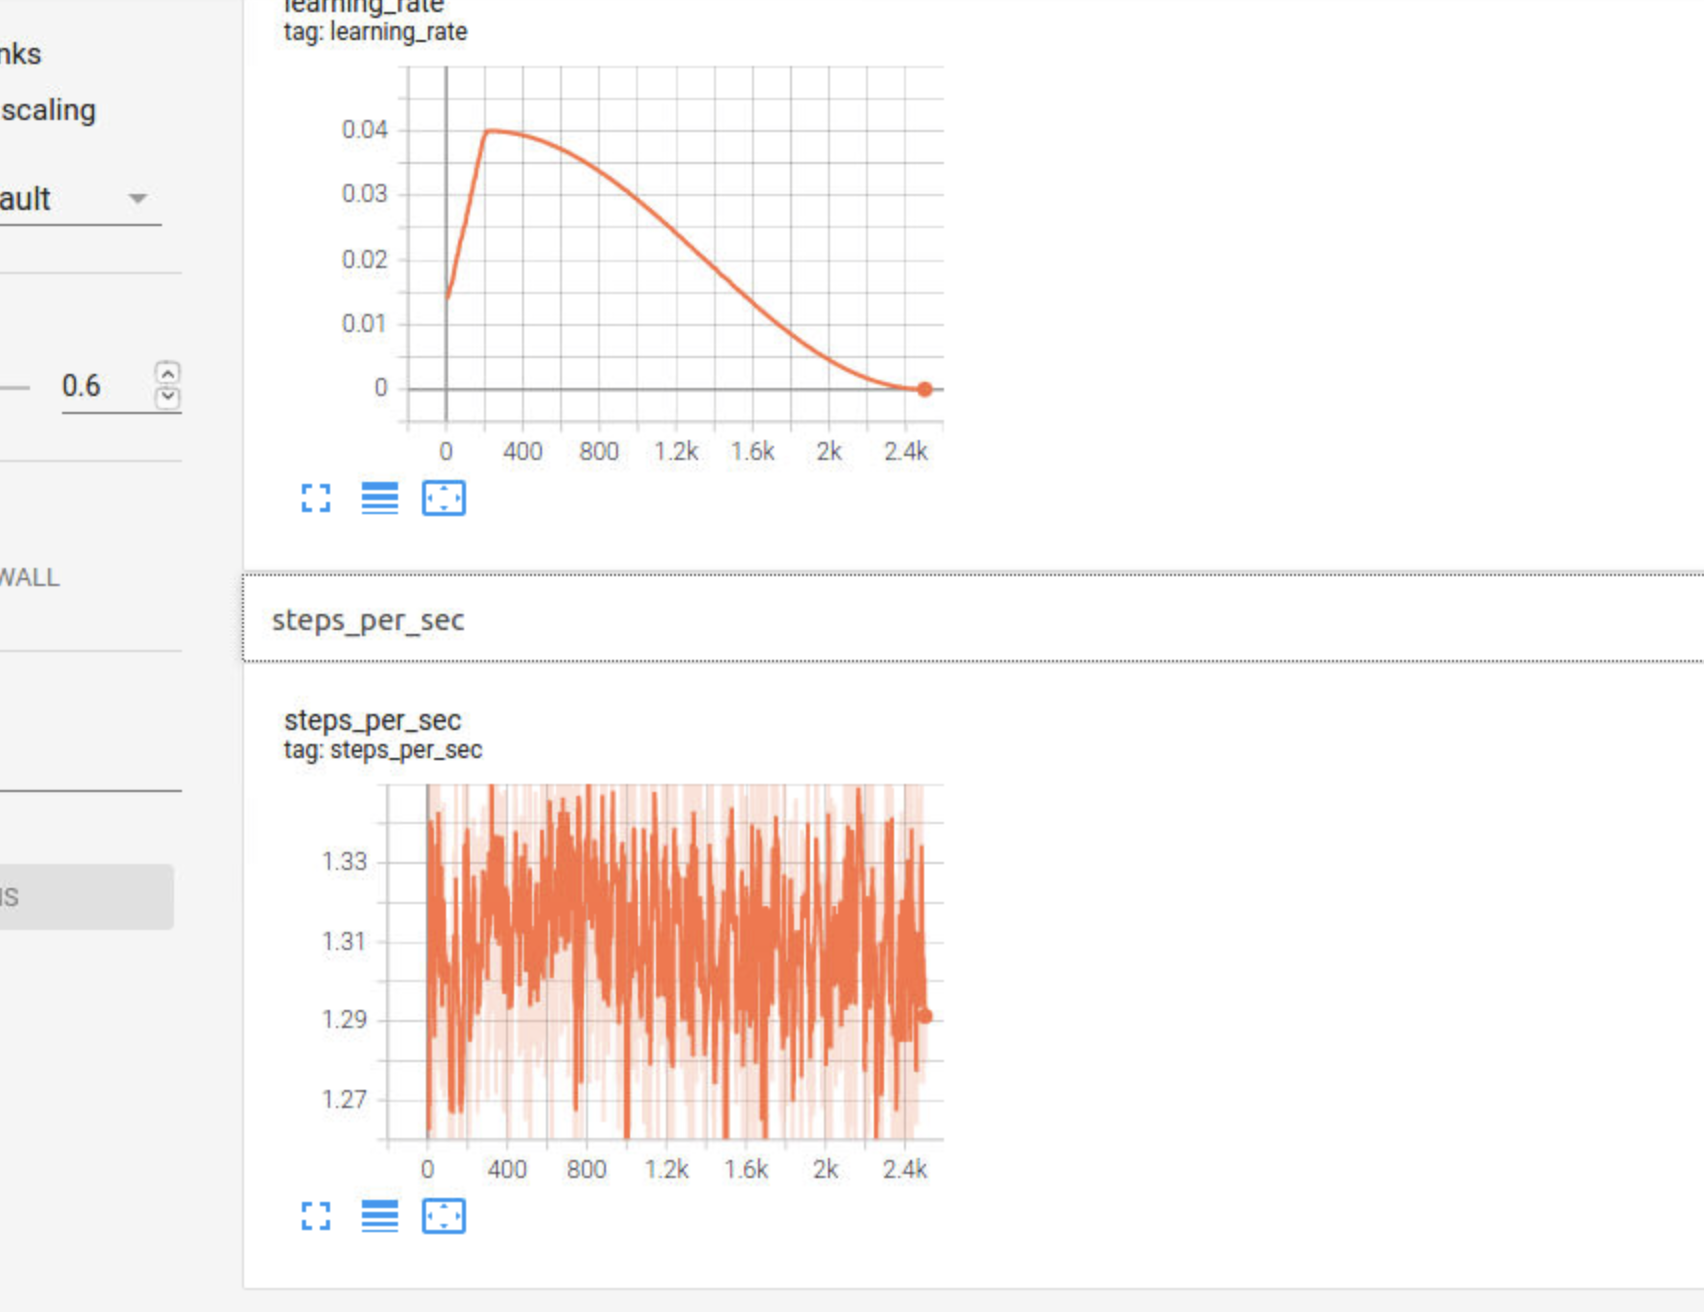 learning_rate
tag: learning_rate
nks
scaling
ault
0.6
WALL
0.04
0.03
0.02
0.01
0
0 400 800 1.2k 1.6k 2k 2.4k
steps_per_sec
steps_per_sec
tag: steps_per_sec
1.33
1.31
1.29
1.27
0 400 800 1.2k 1.6k 2k 2.4k
IS